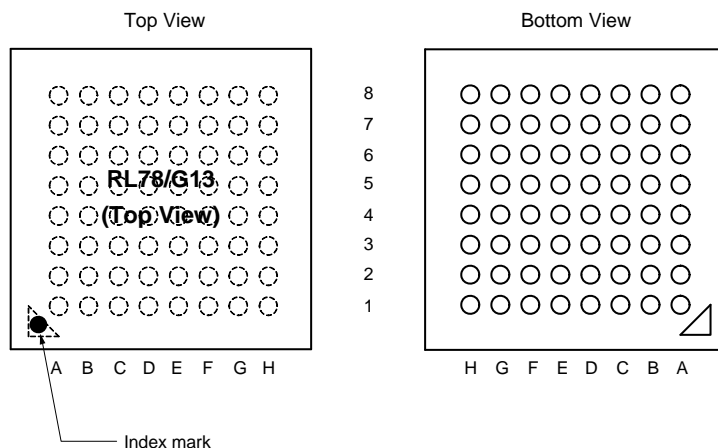 Top View
Bottom View
RL78/G13
(Top View)
8
7
6
5
4
3
2
1
A B C D E F G H
H G F E D C B A
Index mark